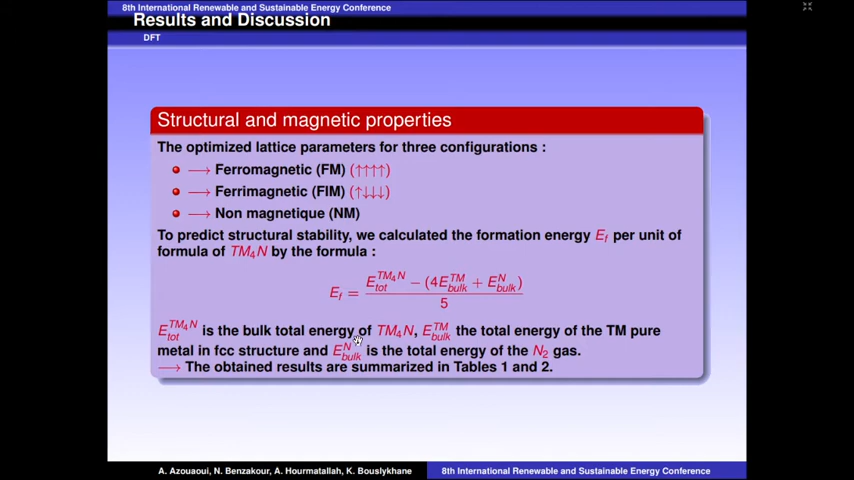 8th International Renewable and Sustainable Energy Conference
Results and Discussion
DFT
Structural and magnetic properties
The optimized lattice parameters for three configurations :
⟶ Ferromagnetic (FM) (↑↑↑↑)
⟶ Ferrimagnetic (FIM) (↑↓↓↓)
⟶ Non magnetique (NM)
To predict structural stability, we calculated the formation energy E_f per unit of
formula of TM₄N by the formula :
E_f = (E_tot^{TM₄N} − (4E_bulk^{TM} + E_bulk^{N})) / 5
E_tot^{TM₄N} is the bulk total energy of TM₄N, E_bulk^{TM} the total energy of the TM pure
metal in fcc structure and E_bulk^{N} is the total energy of the N₂ gas.
⟶ The obtained results are summarized in Tables 1 and 2.
A. Azouaoui, N. Benzakour, A. Hourmatallah, K. Bouslykhane
8th International Renewable and Sustainable Energy Conference